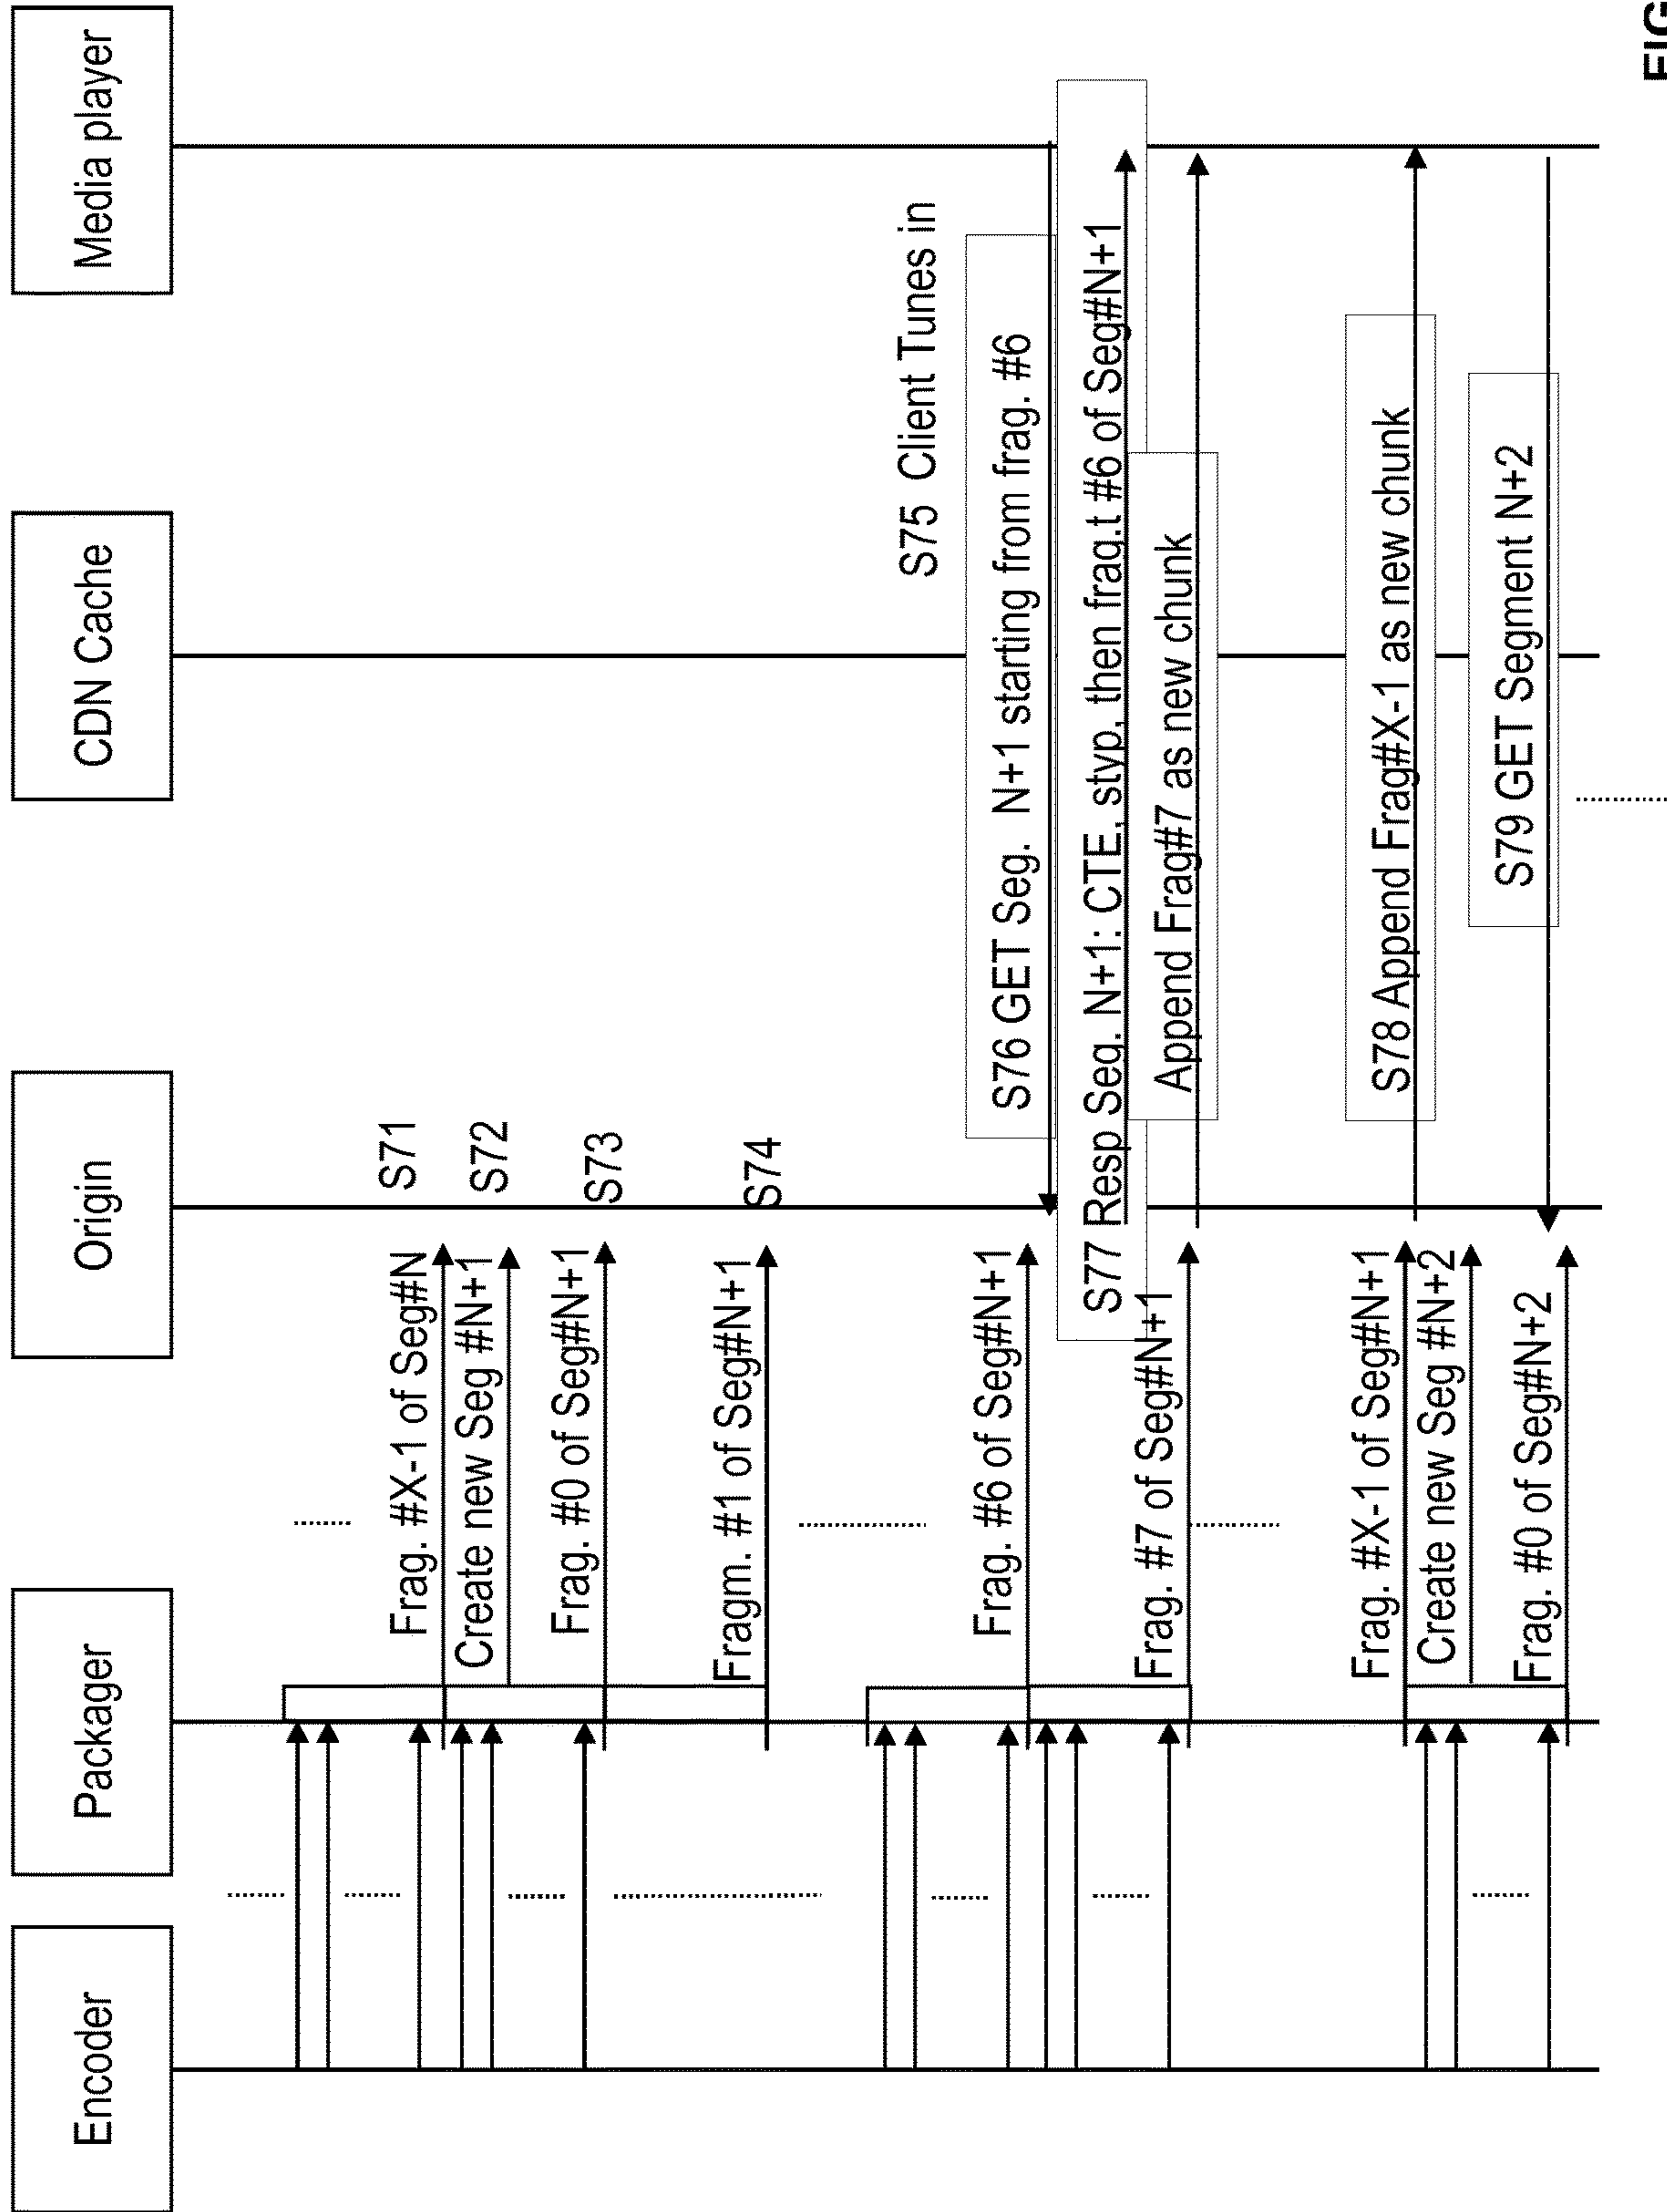 Encoder
Packager
Origin
CDN Cache
Media player
Frag. #X-1 of Seg#N
S71
Create new Seg #N+1
S72
Frag. #0 of Seg#N+1
S73
Fragm. #1 of Seg#N+1
S74
S75 Client Tunes in
Frag. #6 of Seg#N+1
S76 GET Seg. N+1 starting from frag. #6
S77 Resp Seg. N+1: CTE, styp, then frag.t #6 of Seg#N+1
Frag. #7 of Seg#N+1
Append Frag#7 as new chunk
Frag. #X-1 of Seg#N+1
S78 Append Frag#X-1 as new chunk
Create new Seg #N+2
Frag. #0 of Seg#N+2
S79 GET Segment N+2
FIG